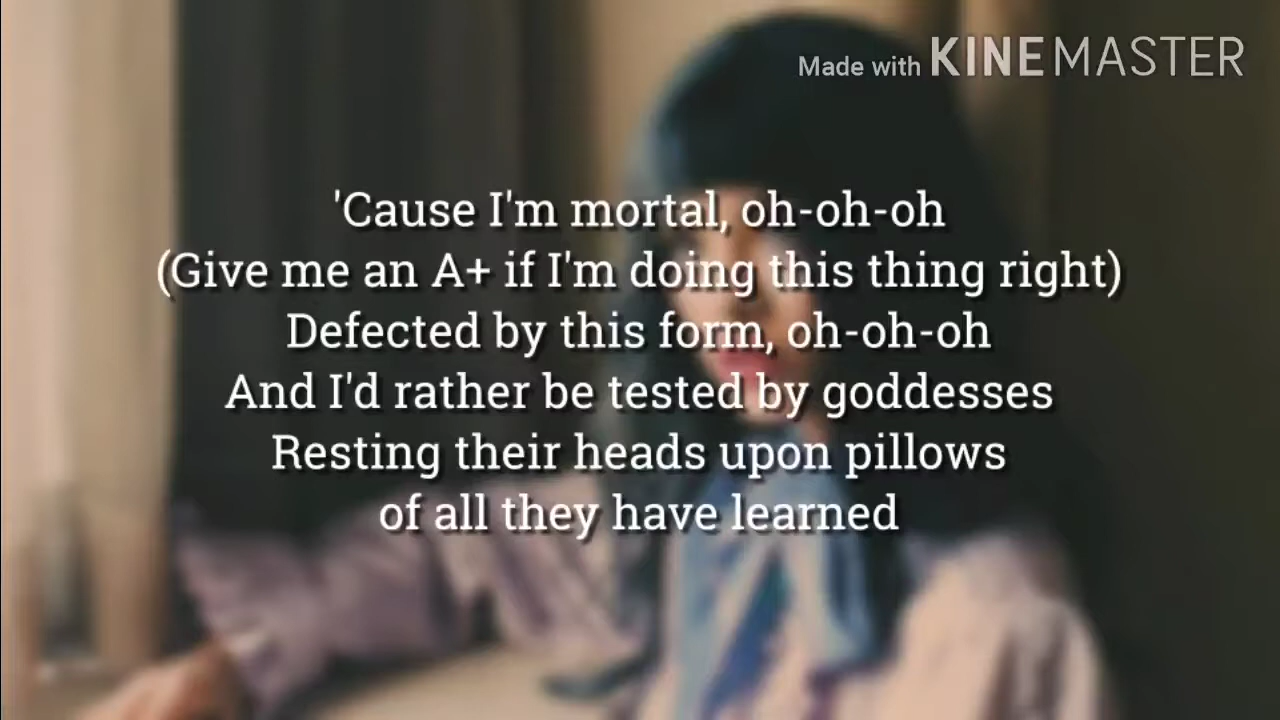 Made with KINEMASTER
'Cause I'm mortal, oh-oh-oh
(Give me an A+ if I'm doing this thing right)
Defected by this form, oh-oh-oh
And I'd rather be tested by goddesses
Resting their heads upon pillows
of all they have learned